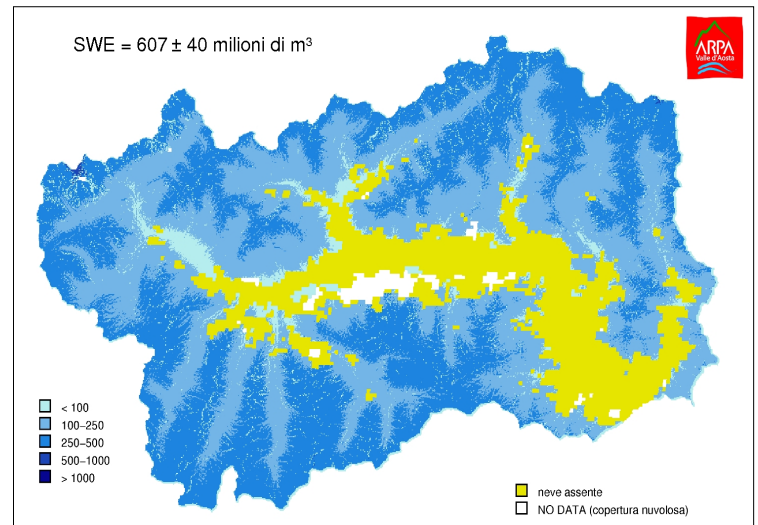 SWE = 607 ± 40 milioni di m³
ARPA
Valle d'Aosta
< 100
100–250
250–500
500–1000
> 1000
neve assente
NO DATA (copertura nuvolosa)